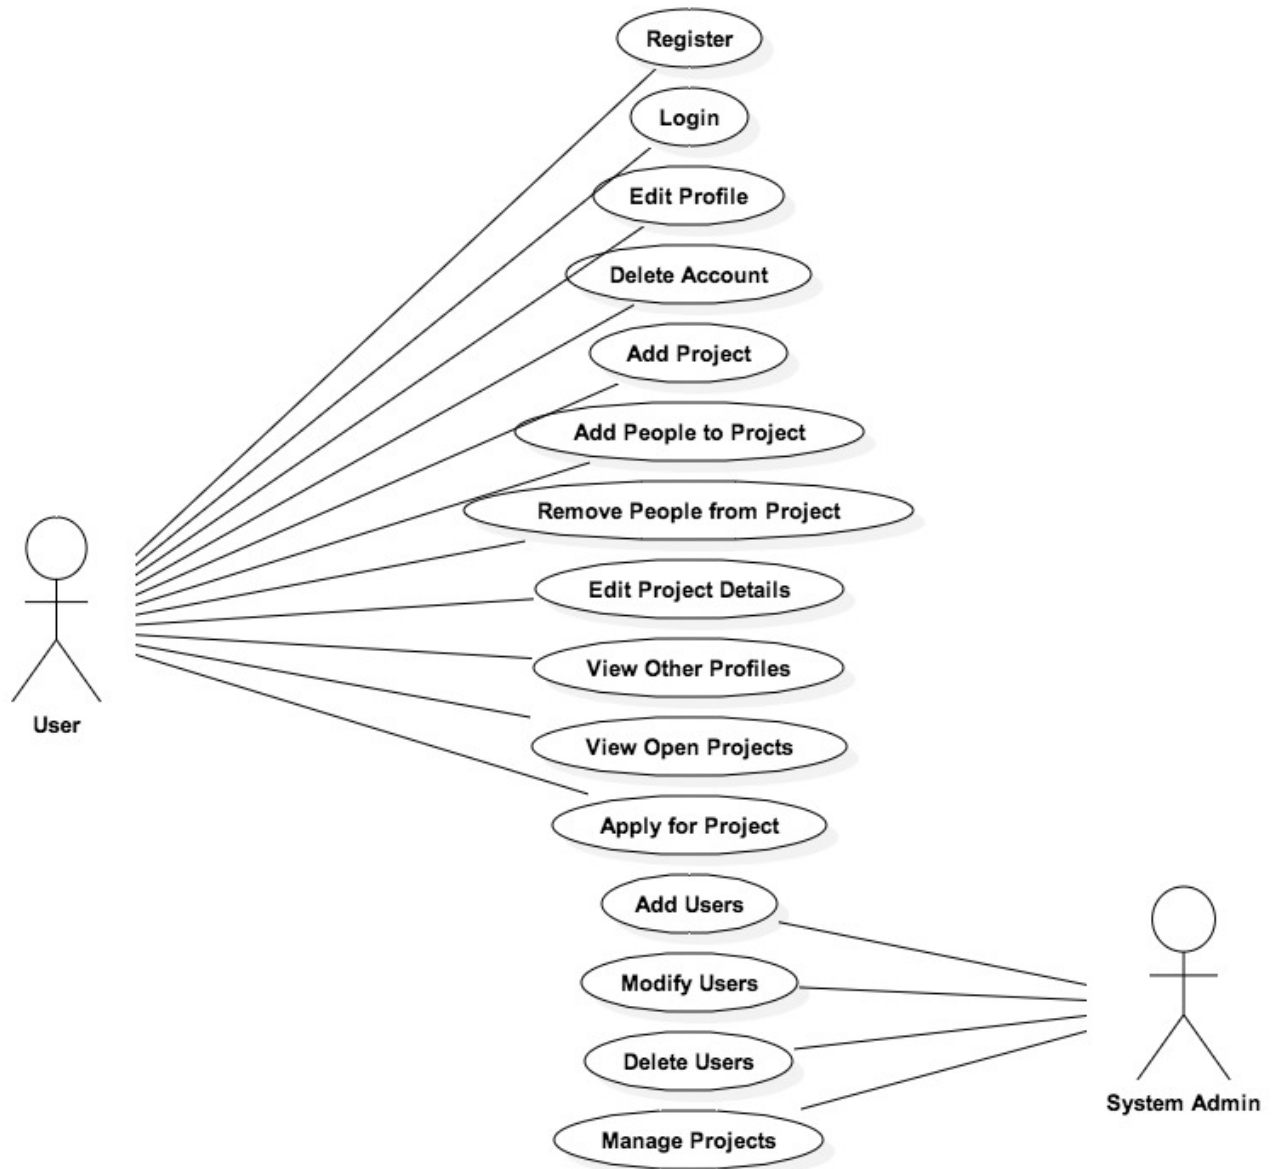 Register
Login
Edit Profile
Delete Account
Add Project
Add People to Project
Remove People from Project
Edit Project Details
View Other Profiles
User
View Open Projects
Apply for Project
Add Users
Modify Users
Delete Users
System Admin
Manage Projects